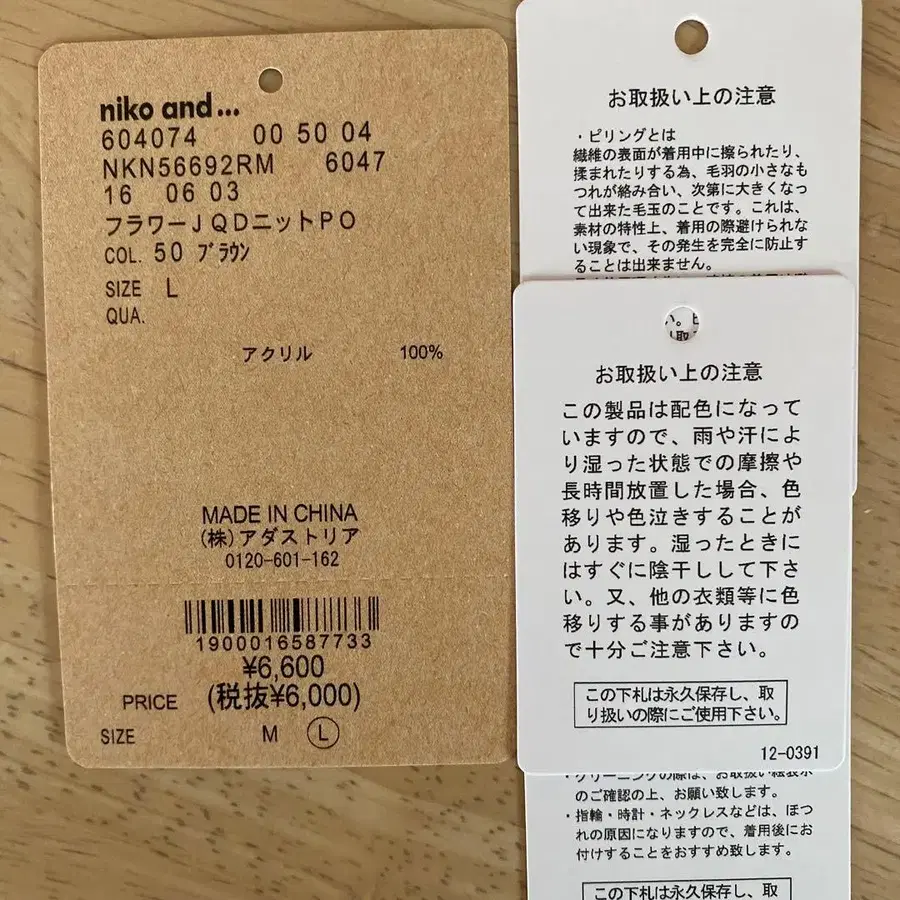 niko and...
604074 00 50 04
NKN56692RM 6047
16 06 03
フラワーJQDニットPO
COL. 50 ブラウン
SIZE L
QUA.
アクリル 100%
MADE IN CHINA
(株)アダストリア
0120-601-162
1900016587733
¥6,600
PRICE (税抜¥6,000)
SIZE M L
お取扱い上の注意
・ピリングとは
繊維の表面が着用中に擦られたり、
揉まれたりする為、毛羽の小さなも
つれが絡み合い、次第に大きくなっ
て出来た毛玉のことです。これは、
素材の特性上、着用の際避けられな
い現象で、その発生を完全に防止す
ることは出来ません。
お取扱い上の注意
この製品は配色になって
いますので、雨や汗によ
り湿った状態での摩擦や
長時間放置した場合、色
移りや色泣きすることが
あります。湿ったときに
はすぐに陰干しして下さ
い。又、他の衣類等に色
移りする事がありますの
で十分ご注意下さい。
この下札は永久保存し、取
り扱いの際にご使用下さい。
12-0391
・クリーニングの際は、お取扱い絵表示
のご確認の上、お願い致します。
・指輪・時計・ネックレスなどは、ほつ
れの原因になりますので、着用後にお
付けすることをおすすめ致します。
この下札は永久保存し、取